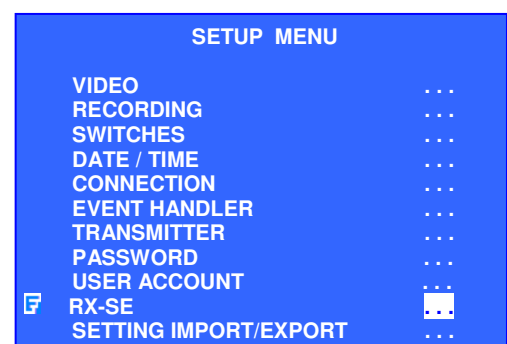 SETUP MENU
VIDEO ...
RECORDING ...
SWITCHES ...
DATE / TIME ...
CONNECTION ...
EVENT HANDLER ...
TRANSMITTER ...
PASSWORD ...
USER ACCOUNT ...
RX-SE ...
SETTING IMPORT/EXPORT ...